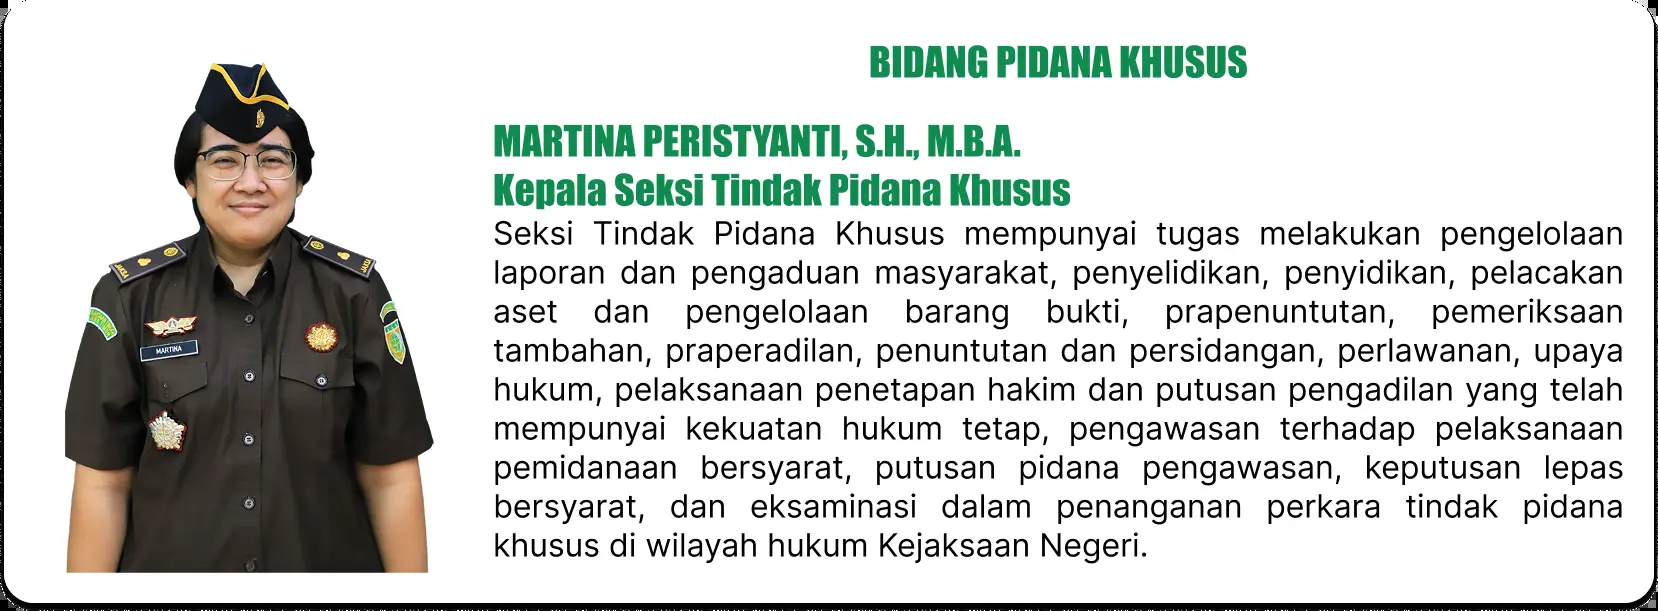 BIDANG PIDANA KHUSUS
MARTINA PERISTYANTI, S.H., M.B.A.
Kepala Seksi Tindak Pidana Khusus
Seksi Tindak Pidana Khusus mempunyai tugas melakukan pengelolaan
laporan dan pengaduan masyarakat, penyelidikan, penyidikan, pelacakan
aset dan pengelolaan barang bukti, prapenuntutan, pemeriksaan
tambahan, praperadilan, penuntutan dan persidangan, perlawanan, upaya
hukum, pelaksanaan penetapan hakim dan putusan pengadilan yang telah
mempunyai kekuatan hukum tetap, pengawasan terhadap pelaksanaan
pemidanaan bersyarat, putusan pidana pengawasan, keputusan lepas
bersyarat, dan eksaminasi dalam penanganan perkara tindak pidana
khusus di wilayah hukum Kejaksaan Negeri.
JAKSA
JAKSA
MARTINA